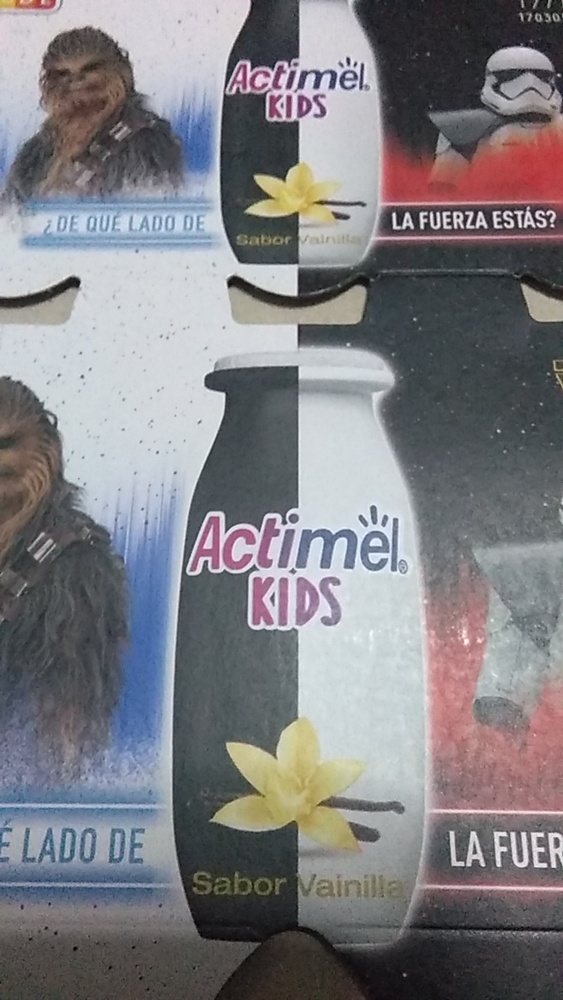 Actimel
KIDS
¿DE QUÉ LADO DE
LA FUERZA ESTÁS?
Sabor Vainilla
Actimel
KIDS
É LADO DE
LA FUER
Sabor Vainilla